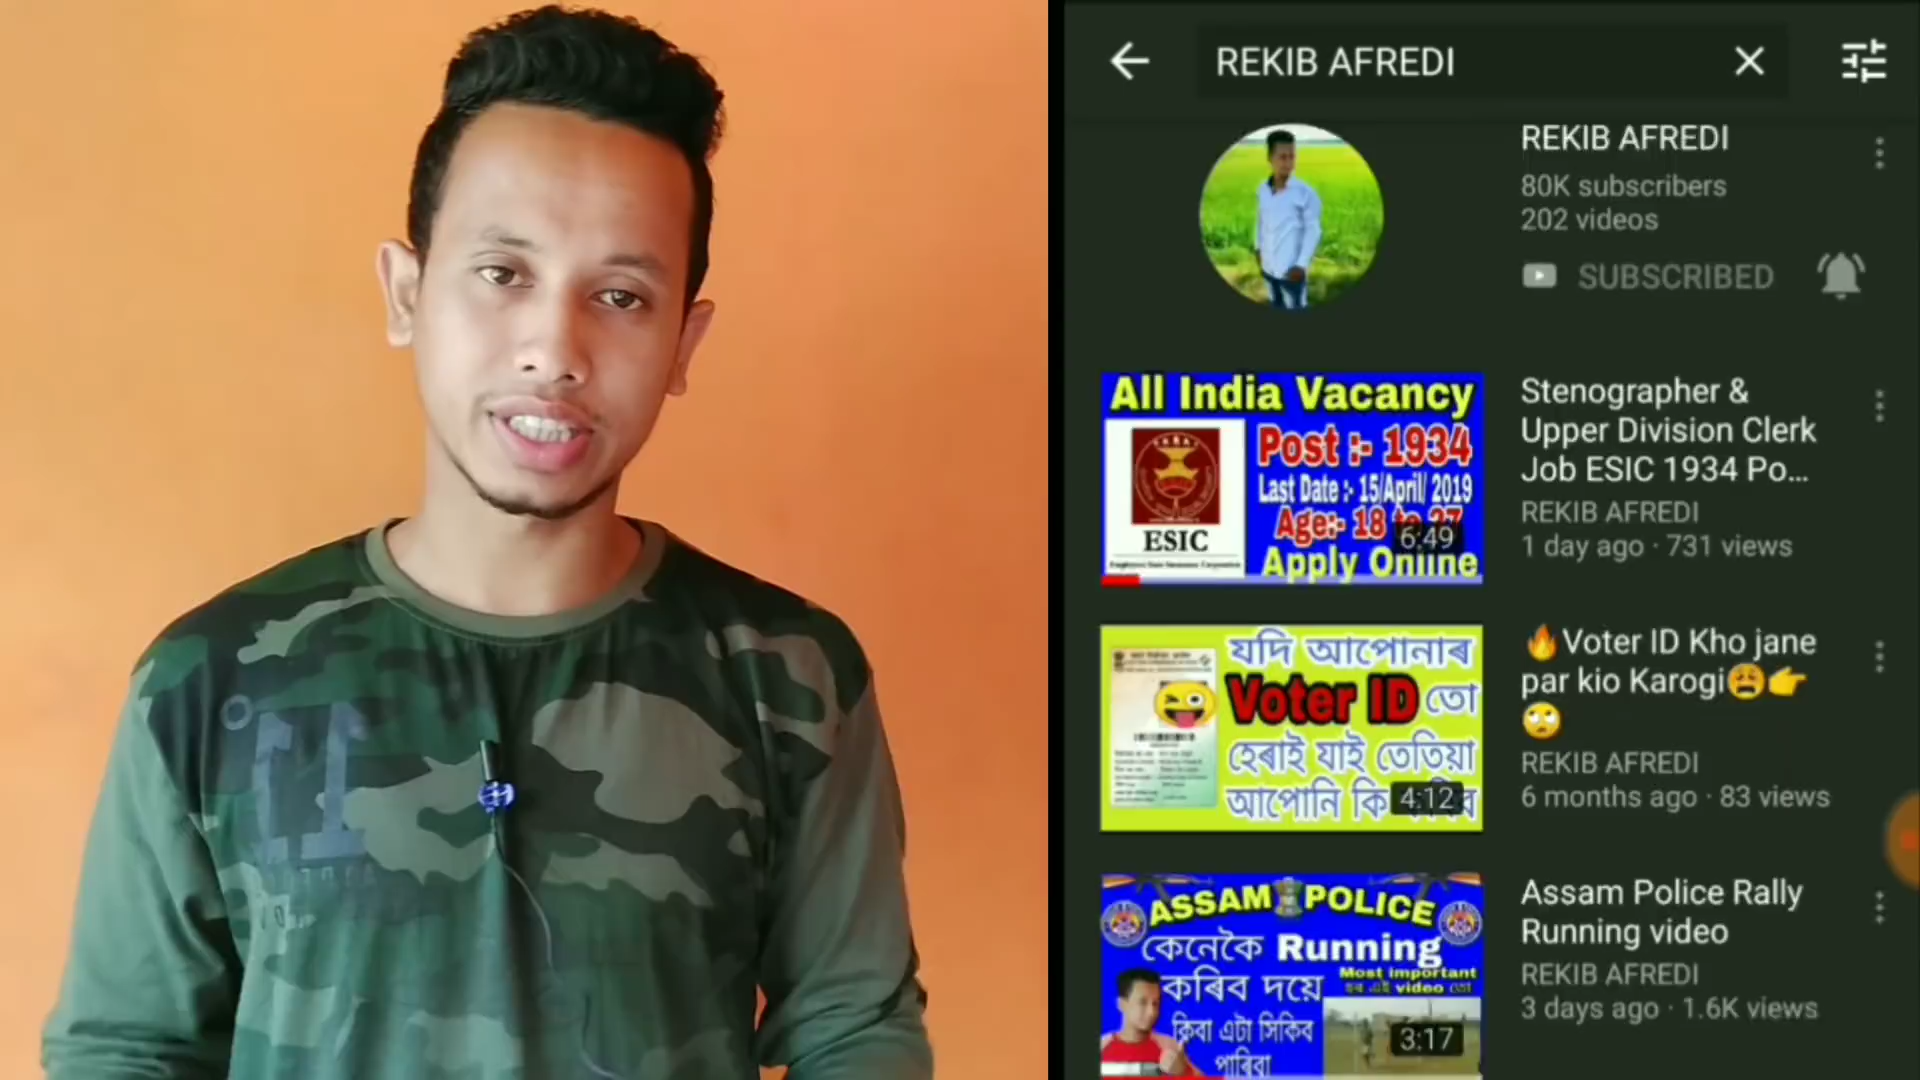 REKIB AFREDI
REKIB AFREDI
80K subscribers
202 videos
SUBSCRIBED
All India Vacancy
Post :- 1934
Last Date :- 15/April/ 2019
Age:- 18 to 27
6:49
ESIC
Apply Online
Stenographer &
Upper Division Clerk
Job ESIC 1934 Po...
REKIB AFREDI
1 day ago · 731 views
যদি আপোনাৰ
Voter ID তো
হেৰাই যাই তেতিয়া
আপোনি কি
4:12
🔥Voter ID Kho jane
par kio Karogi😩👉
🙄
REKIB AFREDI
6 months ago · 83 views
ASSAM POLICE
কেনেকৈ Running
কৰিব দয়ে
Most important
video
কিবা এটা সিকিব
পাৰিবা
3:17
Assam Police Rally
Running video
REKIB AFREDI
3 days ago · 1.6K views
11